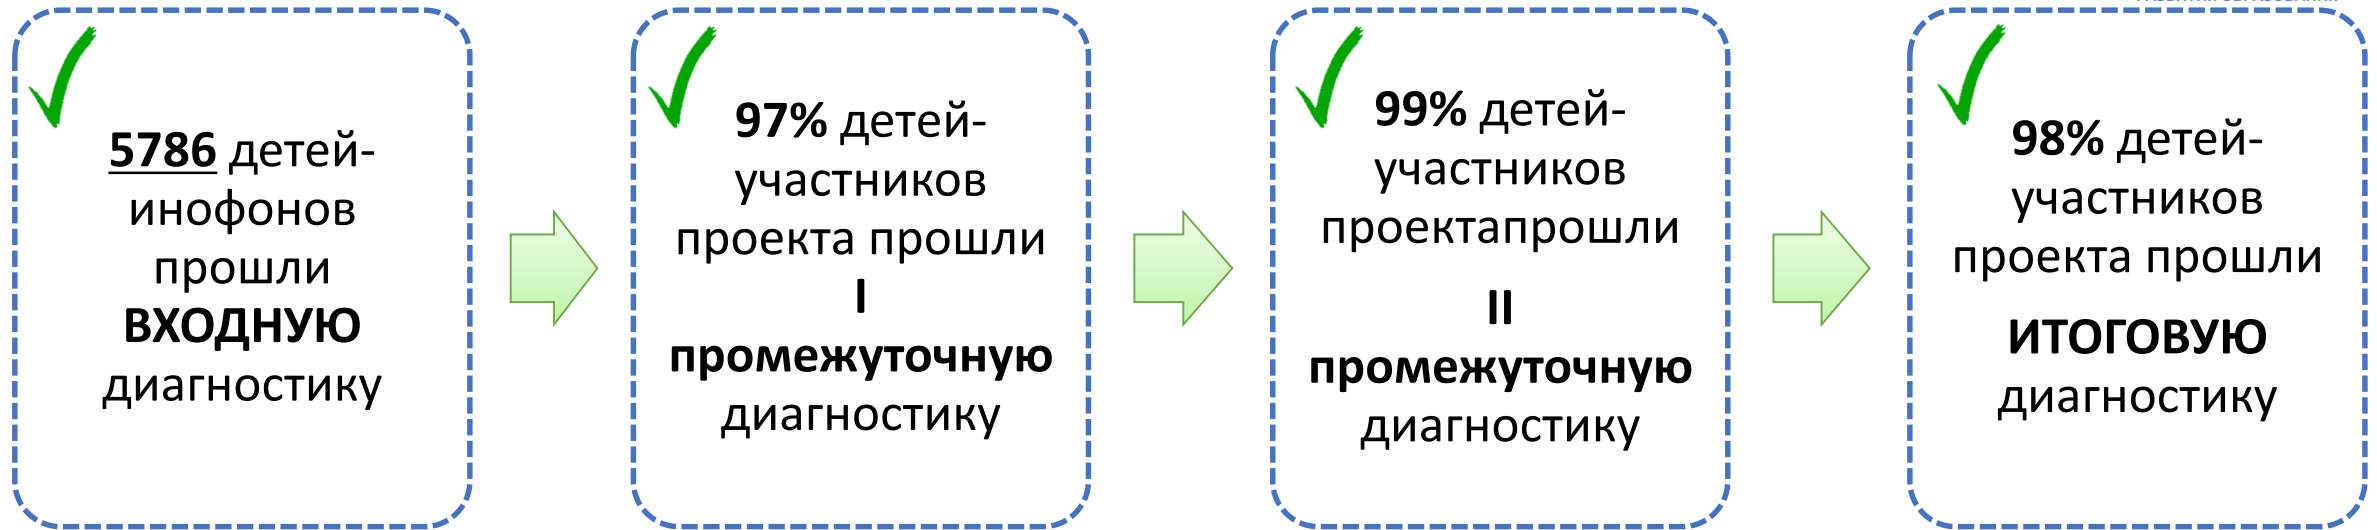 5786 детей-
инофонов
прошли
ВХОДНУЮ
диагностику
97% детей-
участников
проекта прошли
I
промежуточную
диагностику
99% детей-
участников
проектапрошли
II
промежуточную
диагностику
98% детей-
участников
проекта прошли
ИТОГОВУЮ
диагностику